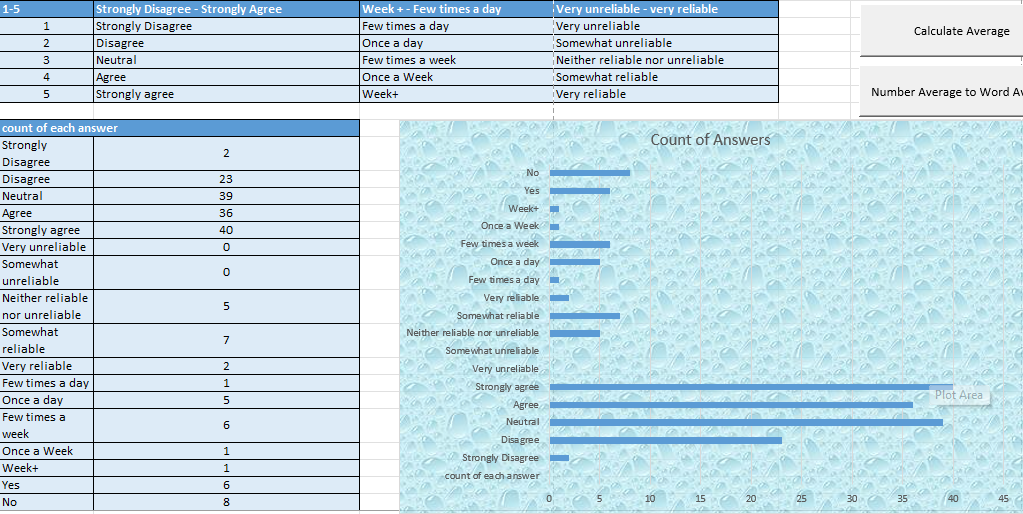 1-5 Strongly Disagree - Strongly Agree Week + - Few times a day Very unreliable - very reliable
1 Strongly Disagree Few times a day Very unreliable
2 Disagree Once a day Somewhat unreliable
3 Neutral Few times a week Neither reliable nor unreliable
4 Agree Once a Week Somewhat reliable
5 Strongly agree Week+ Very reliable
Calculate Average
Number Average to Word Av
count of each answer
Strongly
Disagree 2
Disagree 23
Neutral 39
Agree 36
Strongly agree 40
Very unreliable 0
Somewhat
unreliable 0
Neither reliable
nor unreliable 5
Somewhat
reliable 7
Very reliable 2
Few times a day 1
Once a day 5
Few times a
week 6
Once a Week 1
Week+ 1
Yes 6
No 8
Count of Answers
No
Yes
Week+
Once a Week
Few times a week
Once a day
Few times a day
Very reliable
Somewhat reliable
Neither reliable nor unreliable
Somewhat unreliable
Very unreliable
Strongly agree
Plot Area
Agree
Neutral
Disagree
Strongly Disagree
count of each answer
0 5 10 15 20 25 30 35 40 45